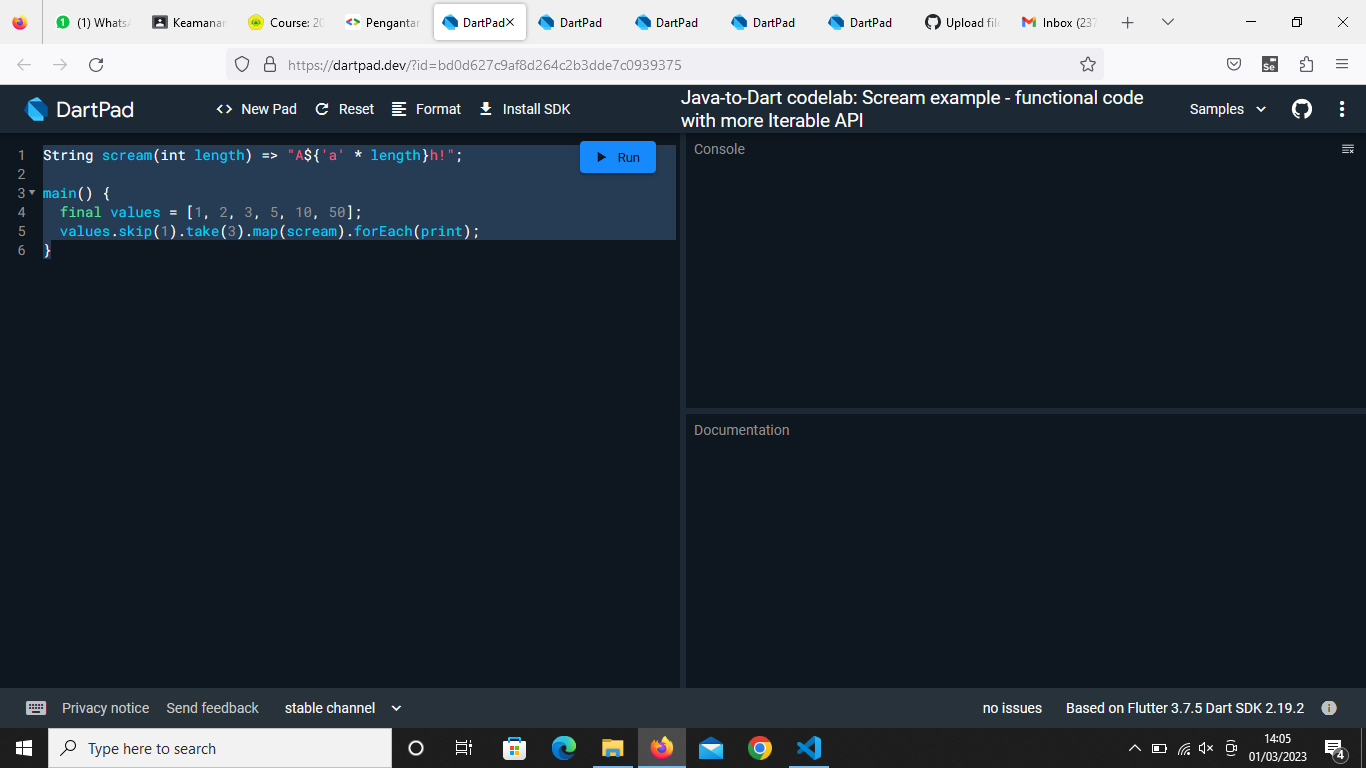 (1) WhatsA
Keamanan
Course: 20
Pengantar
DartPad
DartPad
DartPad
DartPad
DartPad
Upload file
Inbox (237
https://dartpad.dev/?id=bd0d627c9af8d264c2b3dde7c0939375
DartPad
New Pad
Reset
Format
Install SDK
Java-to-Dart codelab: Scream example - functional code
with more Iterable API
Samples
1 String scream(int length) => "A${'a' * length}h!";
2
3 main() {
4 final values = [1, 2, 3, 5, 10, 50];
5 values.skip(1).take(3).map(scream).forEach(print);
6 }
Run
Console
Documentation
Privacy notice
Send feedback
stable channel
no issues
Based on Flutter 3.7.5 Dart SDK 2.19.2
Type here to search
14:05
01/03/2023
4